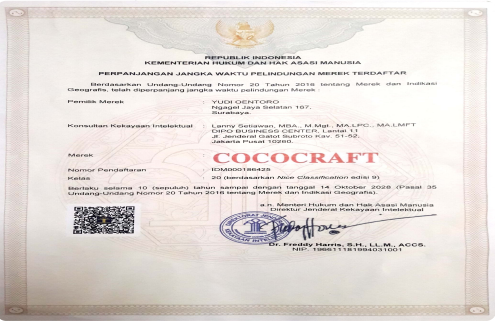 REPUBLIK INDONESIA
KEMENTERIAN HUKUM DAN HAK ASASI MANUSIA
PERPANJANGAN JANGKA WAKTU PELINDUNGAN MEREK TERDAFTAR
Berdasarkan Undang-Undang Nomor 20 Tahun 2016 tentang Merek dan Indikasi
Geografis, telah diperpanjang jangka waktu pelindungan Merek :
Pemilik Merek : YUDI OENTORO
Ngagel Jaya Selatan 167.
Surabaya.
Konsultan Kekayaan Intelektual : Lanny Setiawan, MBA., M.Mgt., MA.LPC., MA.LMFT
DIPO BUSINESS CENTER, Lantai 11
Jl. Jenderal Gatot Subroto Kav. 51-52,
Jakarta Pusat 10260.
Merek : COCOCRAFT
Nomor Pendaftaran : IDM000186425
Kelas : 20 (berdasarkan Nice Classification edisi 9)
Berlaku selama 10 (sepuluh) tahun sampai dengan tanggal 14 Oktober 2028 (Pasal 35
Undang-Undang Nomor 20 Tahun 2016 tentang Merek dan Indikasi Geografis).
a.n. Menteri Hukum dan Hak Asasi Manusia
Direktur Jenderal Kekayaan Intelektual
Dr. Freddy Harris, S.H., LL.M., ACCS.
NIP. 196611181994031001